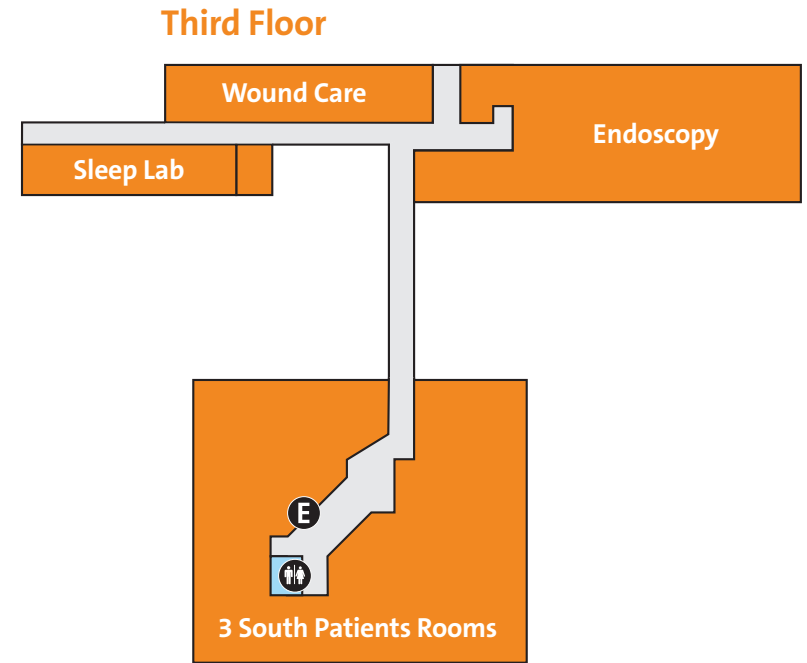 Third Floor
Wound Care
Endoscopy
Sleep Lab
E
3 South Patients Rooms